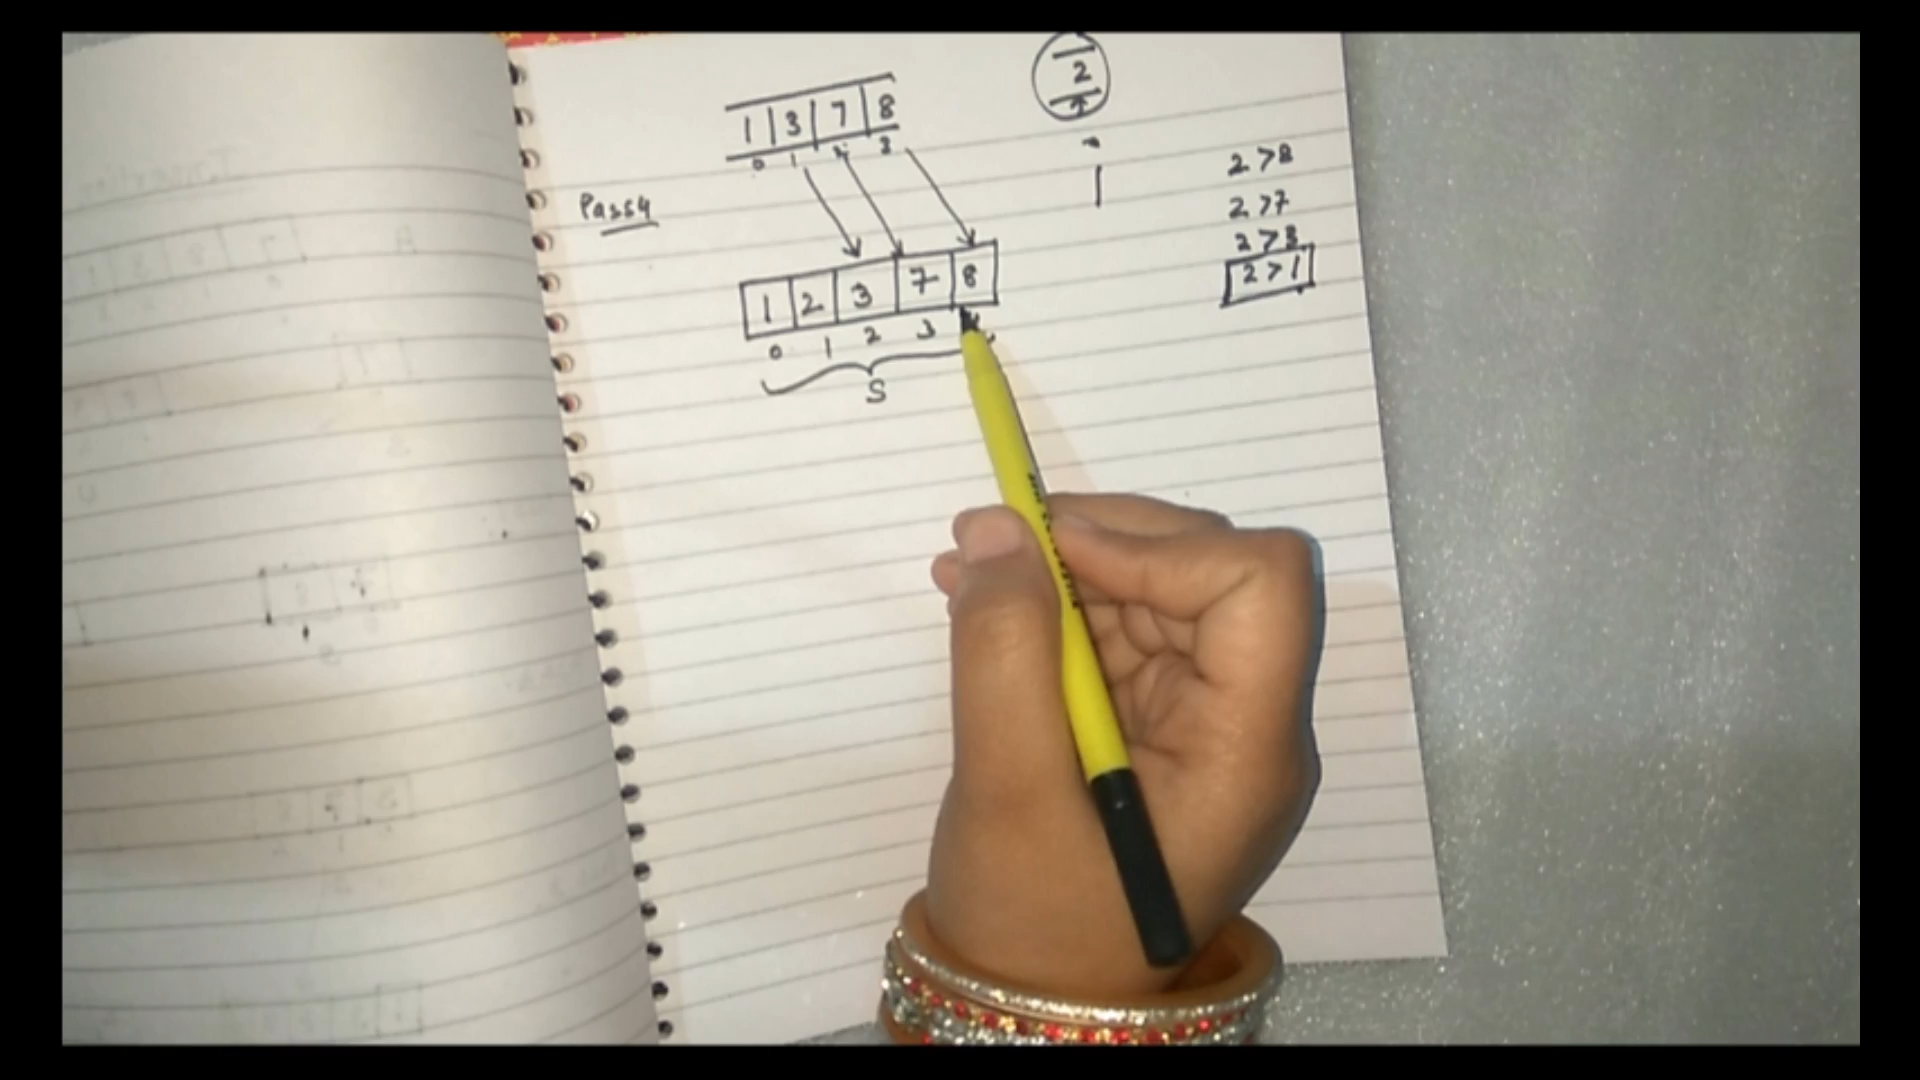 2
1 3 7 8
0 1 2 3
1
2 > 8
2 > 7
2 > 3
2 > 1
Pass4
1 2 3 7 8
0 1 2 3
S